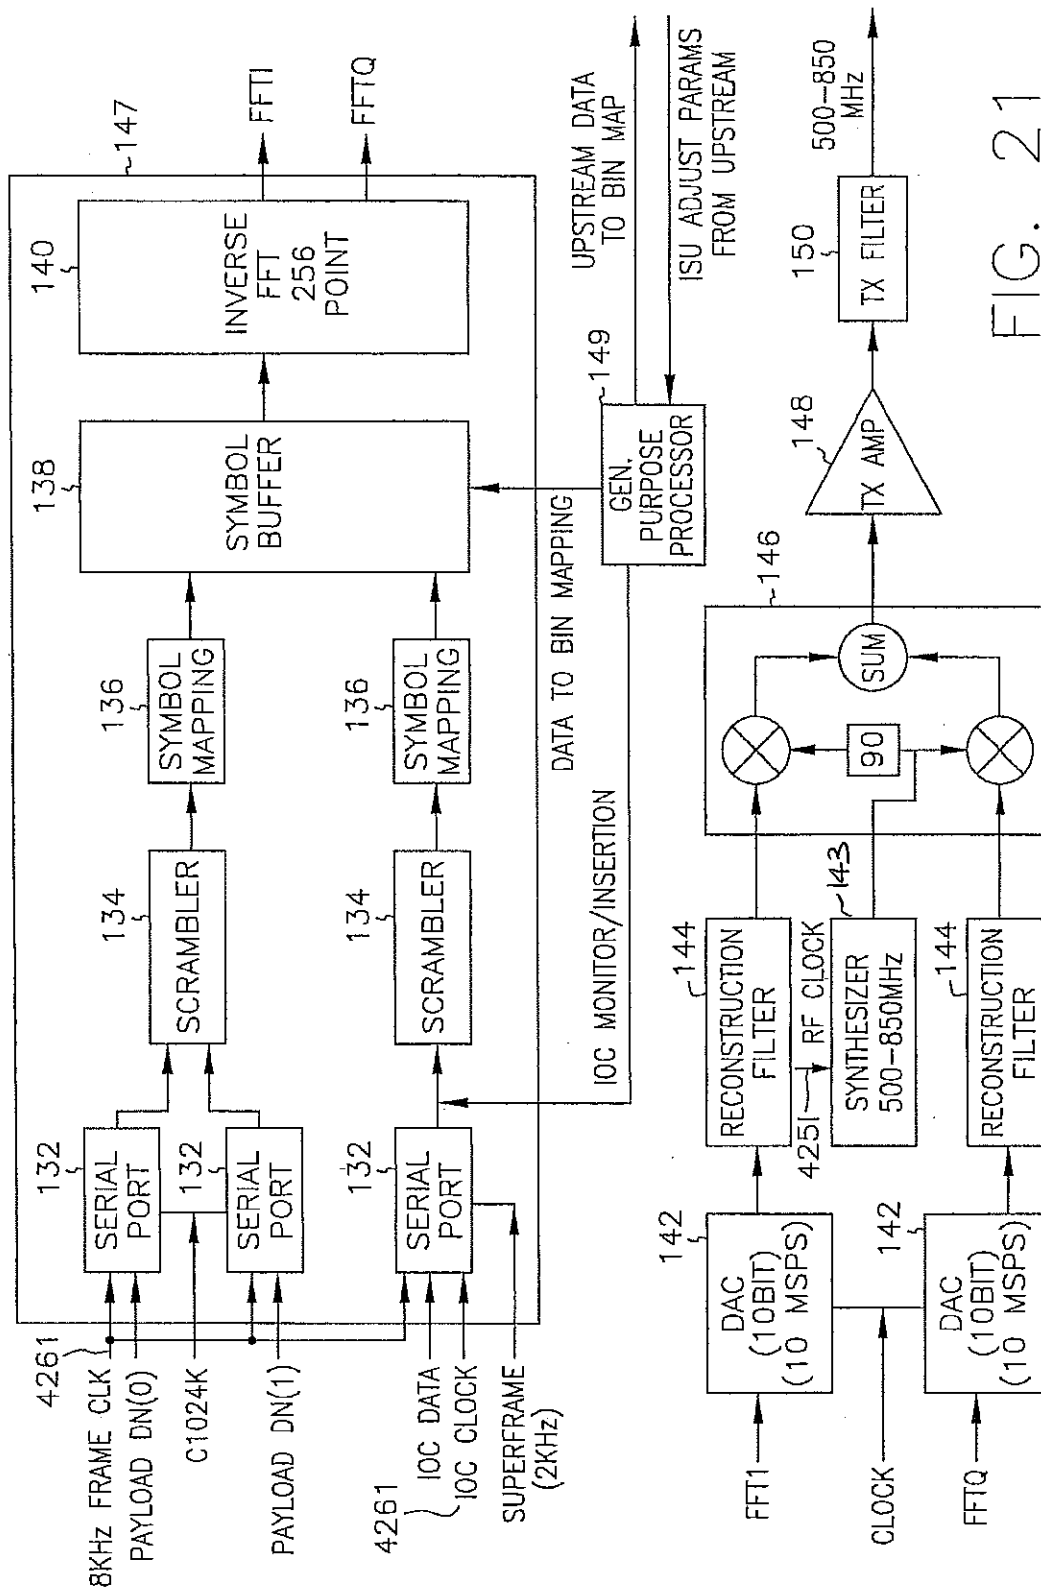 8KHz FRAME CLK
4261
PAYLOAD DN(0)
C1024K
PAYLOAD DN(1)
4261
IOC DATA
IOC CLOCK
SUPERFRAME
(2KHz)
132
SERIAL
PORT
132
SERIAL
PORT
132
SERIAL
PORT
134
SCRAMBLER
134
SCRAMBLER
136
SYMBOL
MAPPING
136
SYMBOL
MAPPING
138
SYMBOL
BUFFER
140
INVERSE
FFT
256
POINT
147
FFTI
FFTQ
IOC MONITOR/INSERTION
DATA TO BIN MAPPING
149
GEN.
PURPOSE
PROCESSOR
UPSTREAM DATA
TO BIN MAP
ISU ADJUST PARAMS
FROM UPSTREAM
FFT1
CLOCK
FFTQ
142
DAC
(10BIT)
(10 MSPS)
142
DAC
(10BIT)
(10 MSPS)
144
RECONSTRUCTION
FILTER
4251
RF CLOCK
143
SYNTHESIZER
500-850MHz
144
RECONSTRUCTION
FILTER
146
90
SUM
148
TX AMP
150
TX FILTER
500-850
MHz
FIG. 21